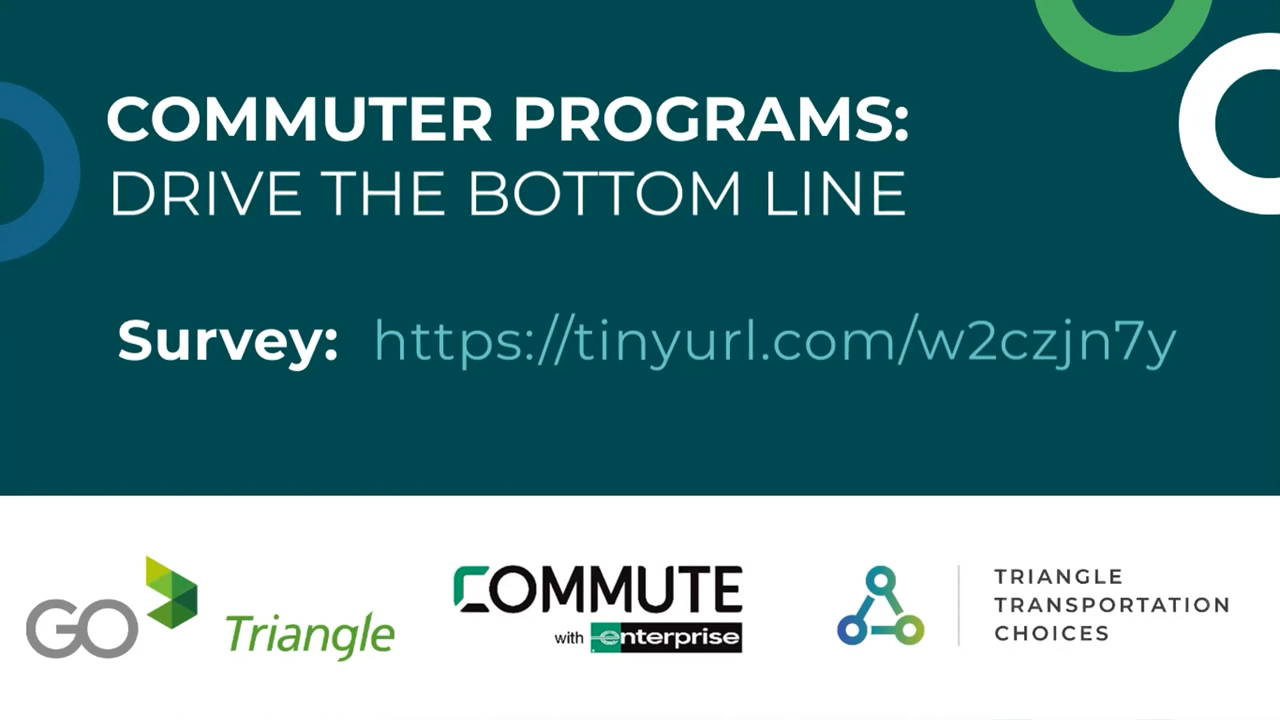 COMMUTER PROGRAMS:
DRIVE THE BOTTOM LINE
Survey: https://tinyurl.com/w2czjn7y
GO Triangle
COMMUTE
with enterprise
TRIANGLE
TRANSPORTATION
CHOICES